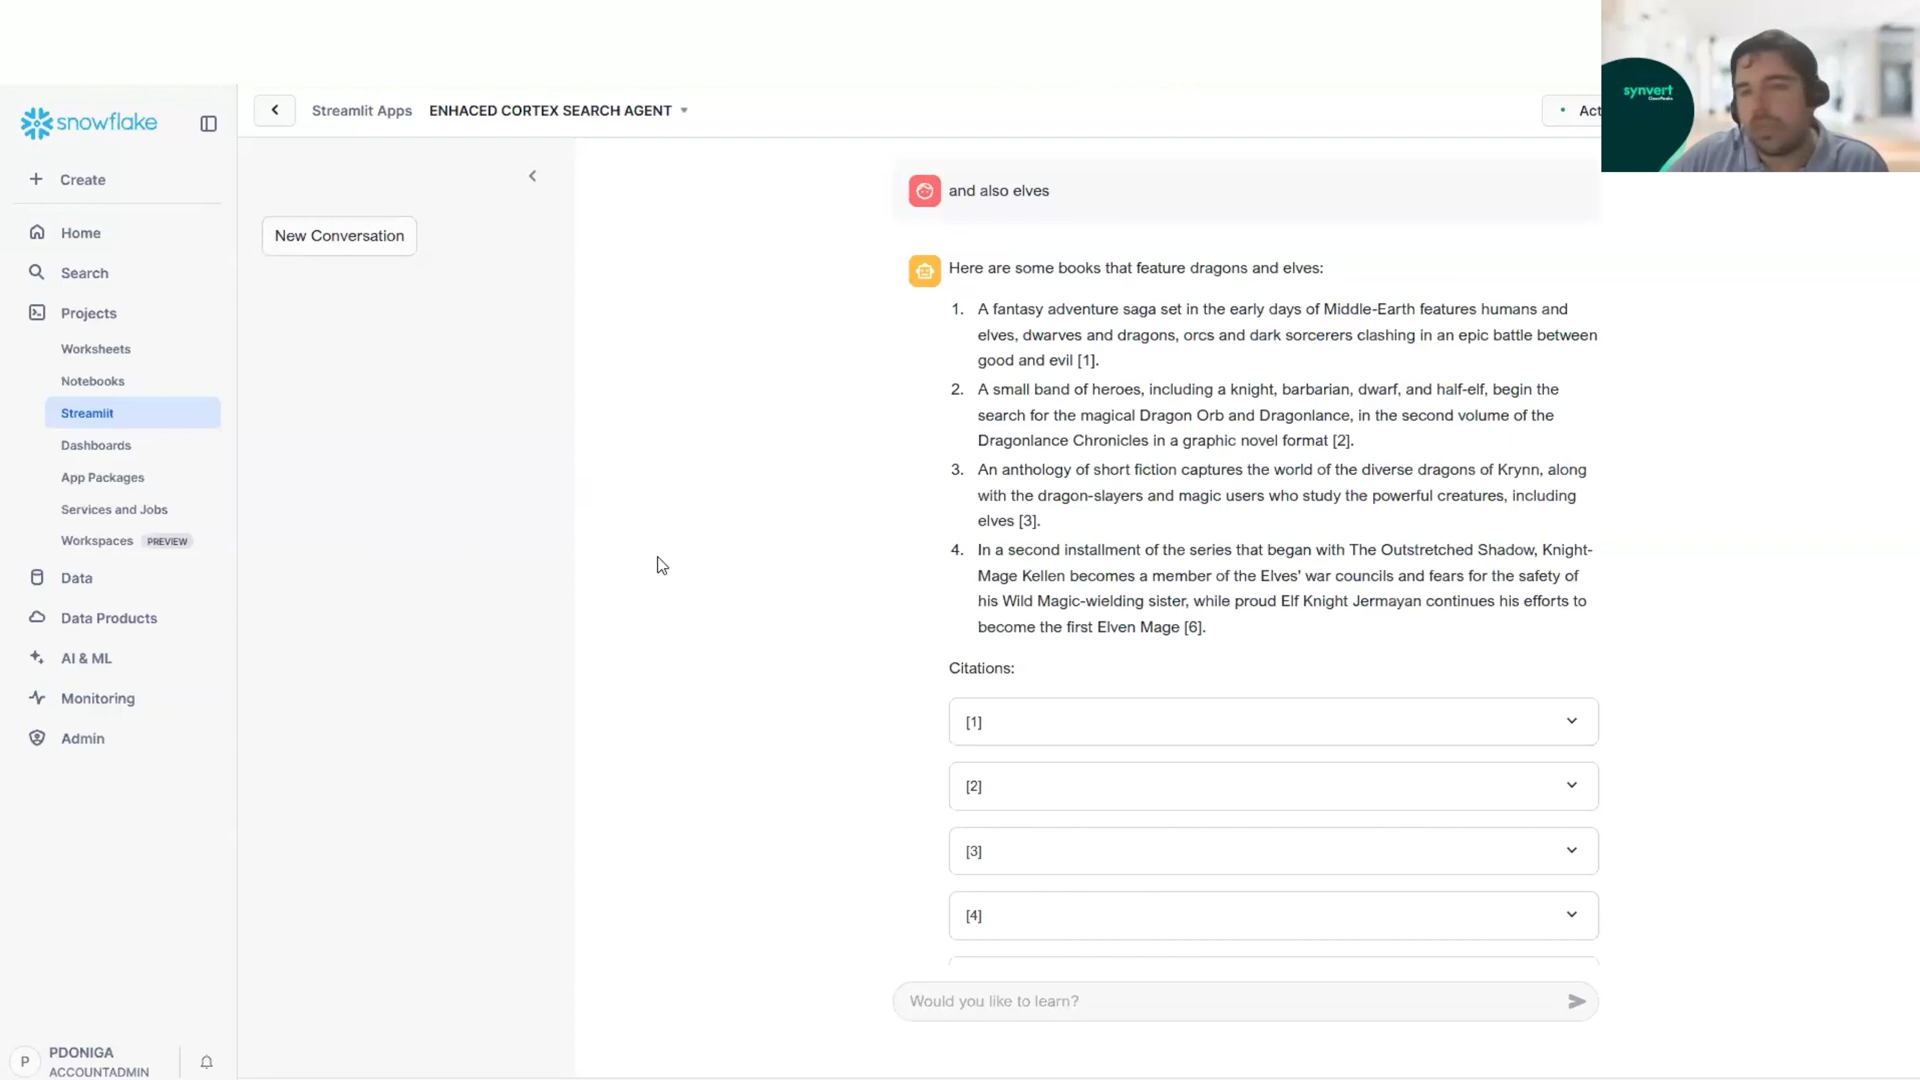 synvert
snowflake
Streamlit Apps
ENHACED CORTEX SEARCH AGENT
Act
Create
Home
Search
Projects
Worksheets
Notebooks
Streamlit
Dashboards
App Packages
Services and Jobs
Workspaces PREVIEW
Data
Data Products
AI & ML
Monitoring
Admin
P
PDONIGA
ACCOUNTADMIN
New Conversation
and also elves
Here are some books that feature dragons and elves:
1. A fantasy adventure saga set in the early days of Middle-Earth features humans and
elves, dwarves and dragons, orcs and dark sorcerers clashing in an epic battle between
good and evil [1].
2. A small band of heroes, including a knight, barbarian, dwarf, and half-elf, begin the
search for the magical Dragon Orb and Dragonlance, in the second volume of the
Dragonlance Chronicles in a graphic novel format [2].
3. An anthology of short fiction captures the world of the diverse dragons of Krynn, along
with the dragon-slayers and magic users who study the powerful creatures, including
elves [3].
4. In a second installment of the series that began with The Outstretched Shadow, Knight-
Mage Kellen becomes a member of the Elves' war councils and fears for the safety of
his Wild Magic-wielding sister, while proud Elf Knight Jermayan continues his efforts to
become the first Elven Mage [6].
Citations:
[1]
[2]
[3]
[4]
Would you like to learn?